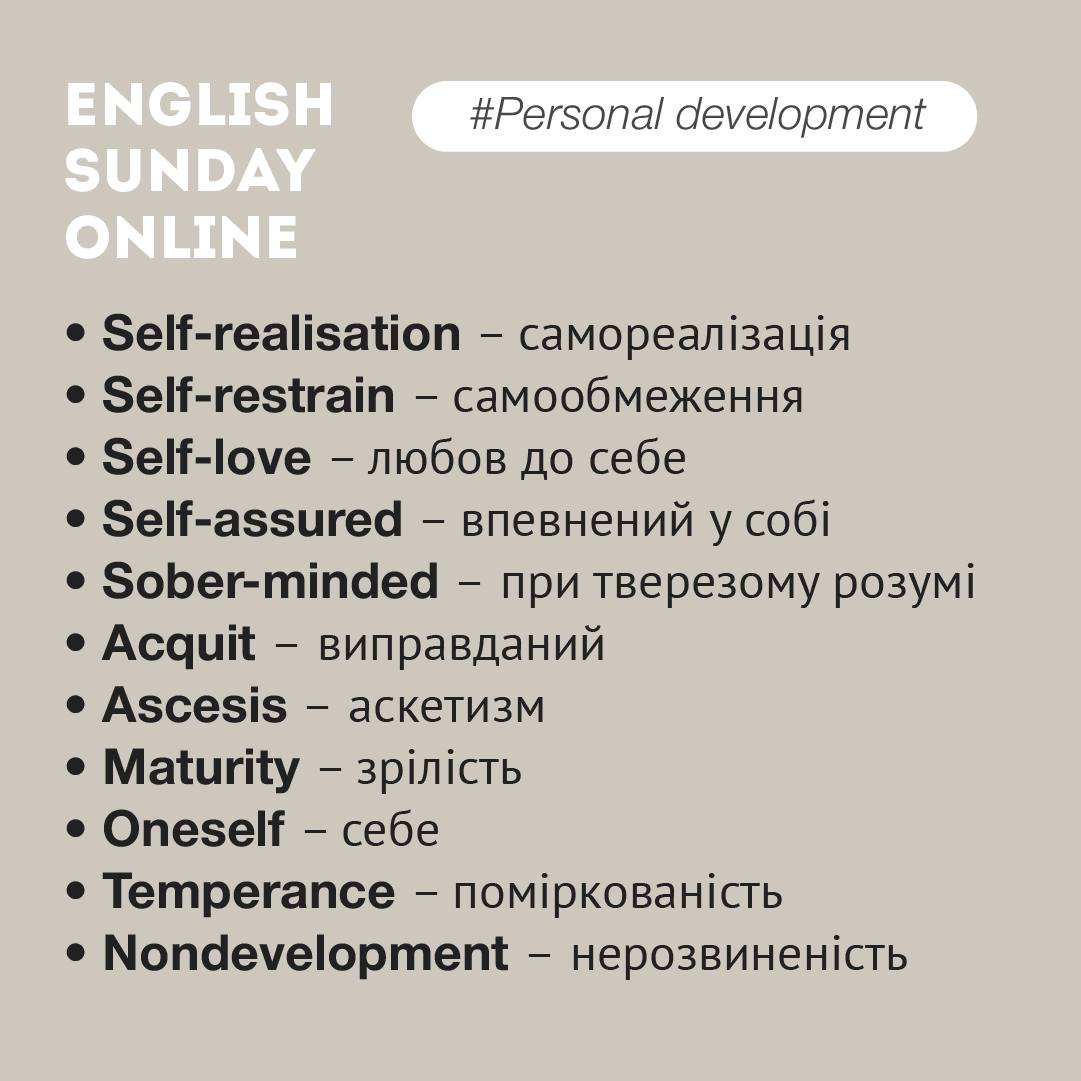 ENGLISH
SUNDAY
ONLINE
#Personal development
• Self-realisation – самореалізація
• Self-restrain – самообмеження
• Self-love – любов до себе
• Self-assured – впевнений у собі
• Sober-minded – при тверезому розумі
• Acquit – виправданий
• Ascesis – аскетизм
• Maturity – зрілість
• Oneself – себе
• Temperance – поміркованість
• Nondevelopment – нерозвиненість